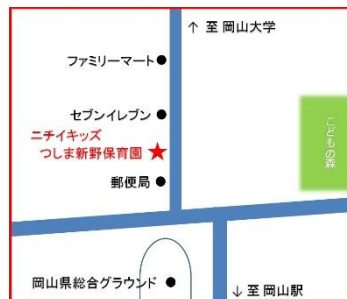 ↑ 至 岡山大学
ファミリーマート●
セブンイレブン●
ニチイキッズ
つしま新野保育園 ★
郵便局●
こどもの森
岡山県総合グラウンド ●
↓至 岡山駅